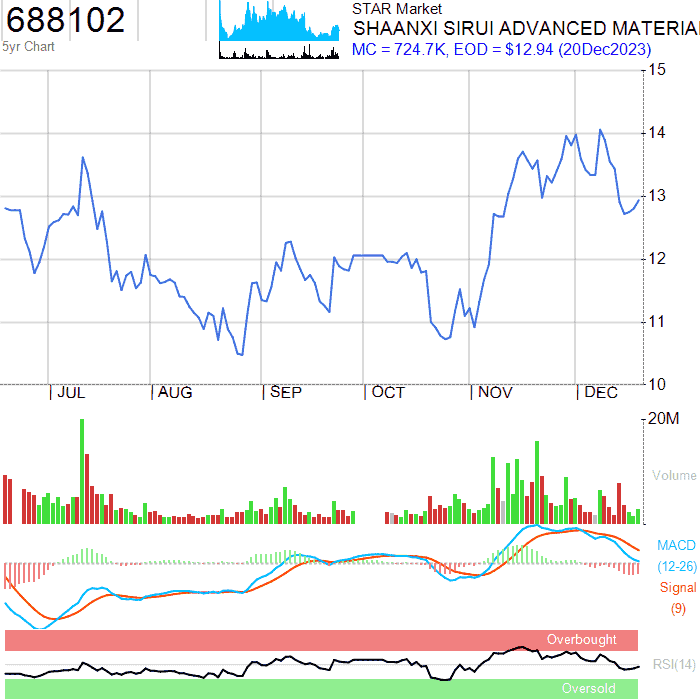 688102
5yr Chart
STAR Market
SHAANXI SIRUI ADVANCED MATERIA
MC = 724.7K, EOD = $12.94 (20Dec2023)
15
14
13
12
11
10
JUL AUG SEP OCT NOV DEC
20M
Volume
MACD
(12-26)
Signal
(9)
Overbought
RSI(14)
Oversold